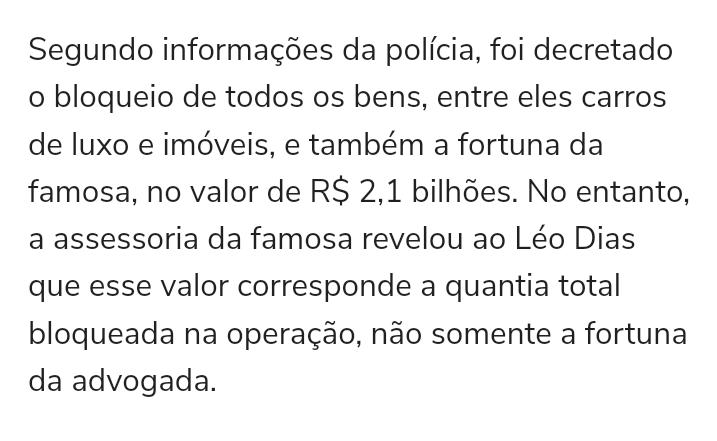 Segundo informações da polícia, foi decretado
o bloqueio de todos os bens, entre eles carros
de luxo e imóveis, e também a fortuna da
famosa, no valor de R$ 2,1 bilhões. No entanto,
a assessoria da famosa revelou ao Léo Dias
que esse valor corresponde a quantia total
bloqueada na operação, não somente a fortuna
da advogada.